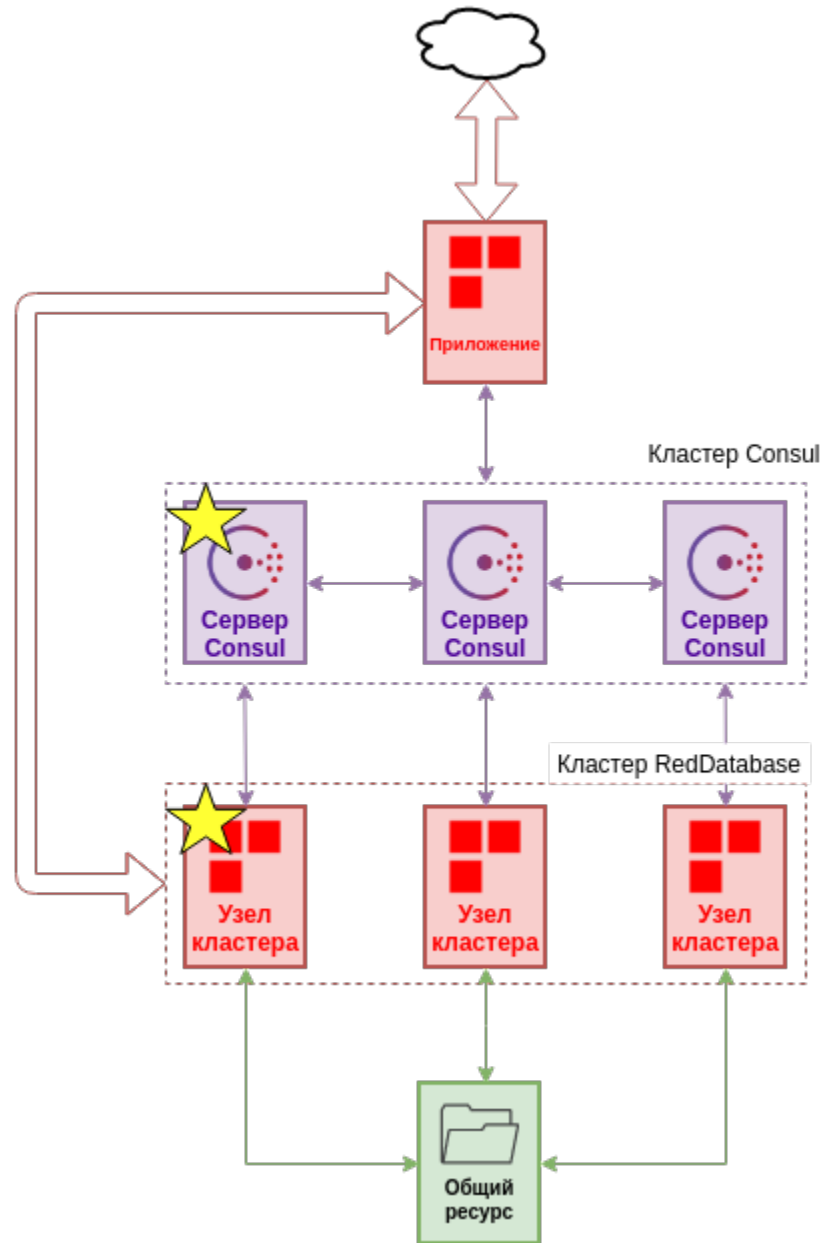 Приложение
Кластер Consul
Сервер
Consul
Сервер
Consul
Сервер
Consul
Кластер RedDatabase
Узел
кластера
Узел
кластера
Узел
кластера
Общий
ресурс